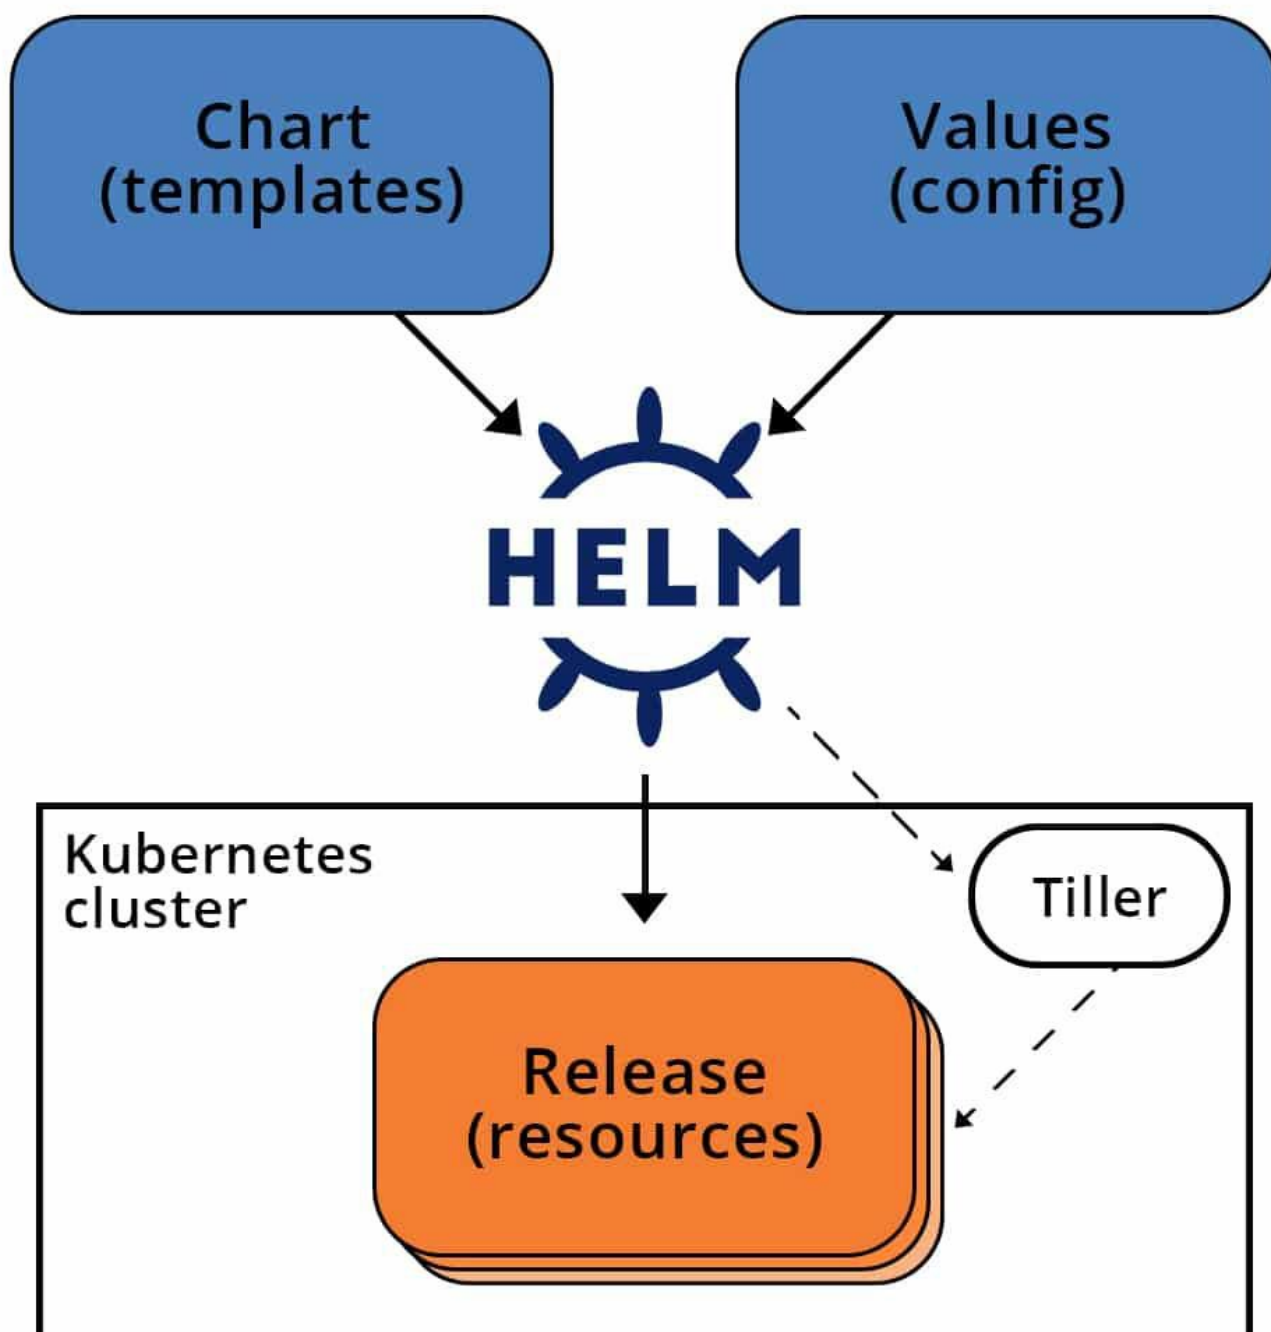 Chart
(templates)
Values
(config)
HELM
Kubernetes
cluster
Tiller
Release
(resources)